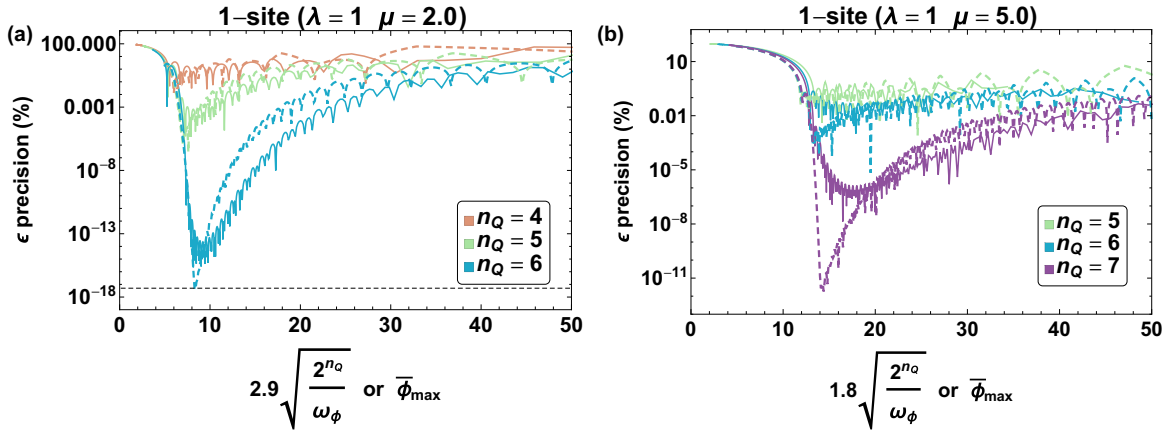 1–site (λ = 1 μ = 2.0)
(a)
100.000
0.001
10⁻⁸
10⁻¹³
10⁻¹⁸
ϵ precision (%)
n_Q = 4
n_Q = 5
n_Q = 6
0 10 20 30 40 50
2.9 √(2^{n_Q}/ω_ϕ) or ϕ̅_max
1–site (λ = 1 μ = 5.0)
(b)
10
0.01
10⁻⁵
10⁻⁸
10⁻¹¹
ϵ precision (%)
n_Q = 5
n_Q = 6
n_Q = 7
0 10 20 30 40 50
1.8 √(2^{n_Q}/ω_ϕ) or ϕ̅_max